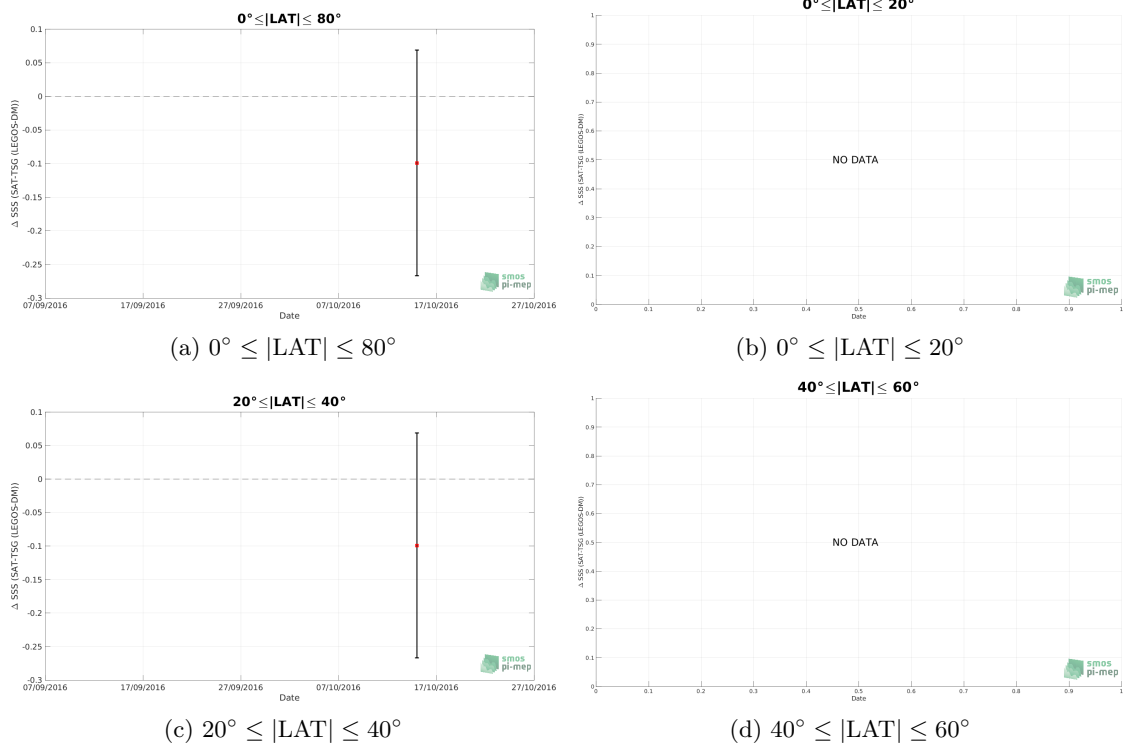 0°≤|LAT|≤ 80°
0.1
0.05
0
-0.05
-0.1
-0.15
-0.2
-0.25
-0.3
Δ SSS (SAT-TSG (LEGOS-DM))
07/09/2016 17/09/2016 27/09/2016 07/10/2016 17/10/2016 27/10/2016
Date
smos
pi-mep
(a) 0° ≤ |LAT| ≤ 80°
0°≤|LAT|≤ 20°
1
0.9
0.8
0.7
0.6
0.5
0.4
0.3
0.2
0.1
0
Δ SSS (SAT-TSG (LEGOS-DM))
NO DATA
0 0.1 0.2 0.3 0.4 0.5 0.6 0.7 0.8 0.9 1
Date
smos
pi-mep
(b) 0° ≤ |LAT| ≤ 20°
20°≤|LAT|≤ 40°
0.1
0.05
0
-0.05
-0.1
-0.15
-0.2
-0.25
-0.3
Δ SSS (SAT-TSG (LEGOS-DM))
07/09/2016 17/09/2016 27/09/2016 07/10/2016 17/10/2016 27/10/2016
Date
smos
pi-mep
(c) 20° ≤ |LAT| ≤ 40°
40°≤|LAT|≤ 60°
1
0.9
0.8
0.7
0.6
0.5
0.4
0.3
0.2
0.1
0
Δ SSS (SAT-TSG (LEGOS-DM))
NO DATA
0 0.1 0.2 0.3 0.4 0.5 0.6 0.7 0.8 0.9 1
Date
smos
pi-mep
(d) 40° ≤ |LAT| ≤ 60°